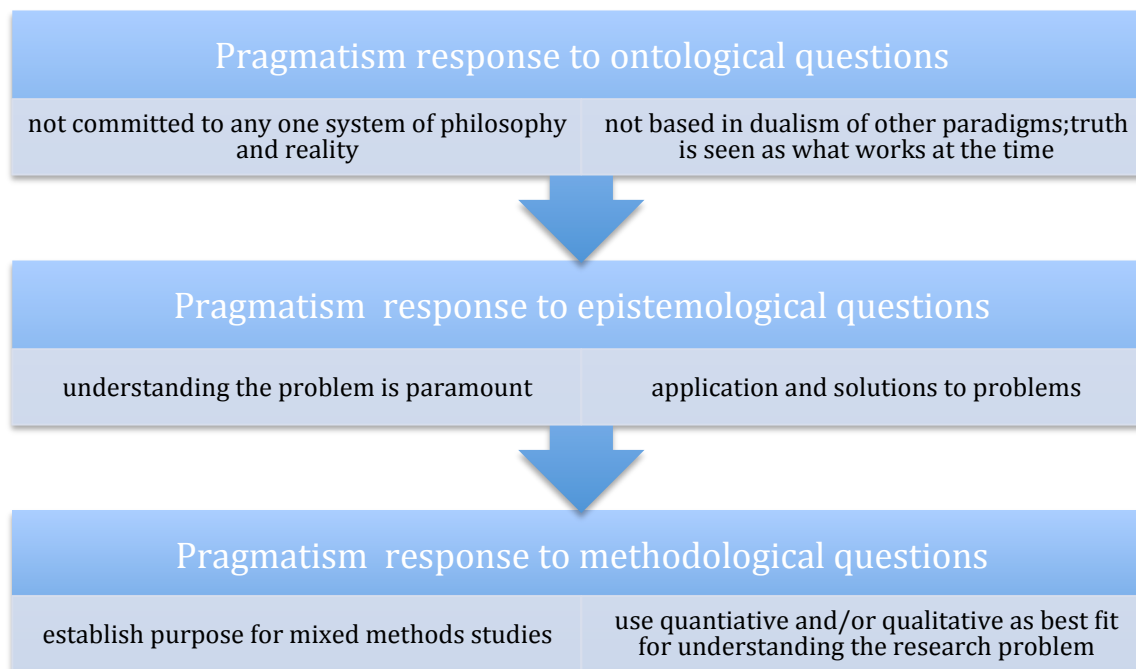 Pragmatism response to ontological questions
not committed to any one system of philosophy
and reality
not based in dualism of other paradigms;truth
is seen as what works at the time
Pragmatism  response to epistemological questions
understanding the problem is paramount
application and solutions to problems
Pragmatism  response to methodological questions
establish purpose for mixed methods studies
use quantiative and/or qualitative as best fit
for understanding the research problem